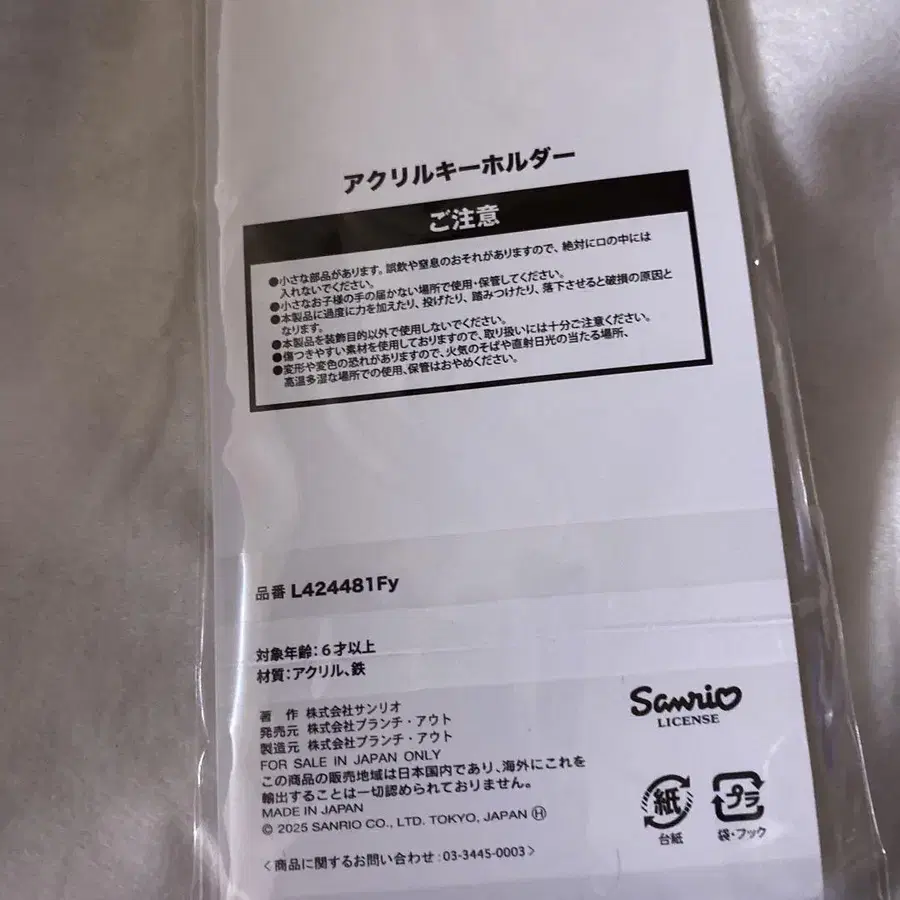 アクリルキーホルダー
ご注意
●小さな部品があります。誤飲や窒息のおそれがありますので、絶対に口の中には
入れないでください。
●小さなお子様の手の届かない場所で使用・保管してください。
●本製品に過度に力を加えたり、投げたり、踏みつけたり、落下させると破損の原因と
なります。
●本製品を装飾目的以外で使用しないでください。
●傷つきやすい素材を使用しておりますので、取り扱いには十分ご注意ください。
●変形や変色の恐れがありますので、火気のそばや直射日光の当たる場所、
高温多湿な場所での使用、保管はおやめください。
品番 L424481Fy
対象年齢：6才以上
材質：アクリル、鉄
著　作 株式会社サンリオ
発売元 株式会社ブランチ・アウト
製造元 株式会社ブランチ・アウト
FOR SALE IN JAPAN ONLY
この商品の販売地域は日本国内であり、海外にこれを
輸出することは一切認められておりません。
MADE IN JAPAN
© 2025 SANRIO CO., LTD. TOKYO, JAPAN Ⓗ
〈商品に関するお問い合わせ：03-3445-0003〉
Sanrio
LICENSE
紙
台紙
プラ
袋・フック